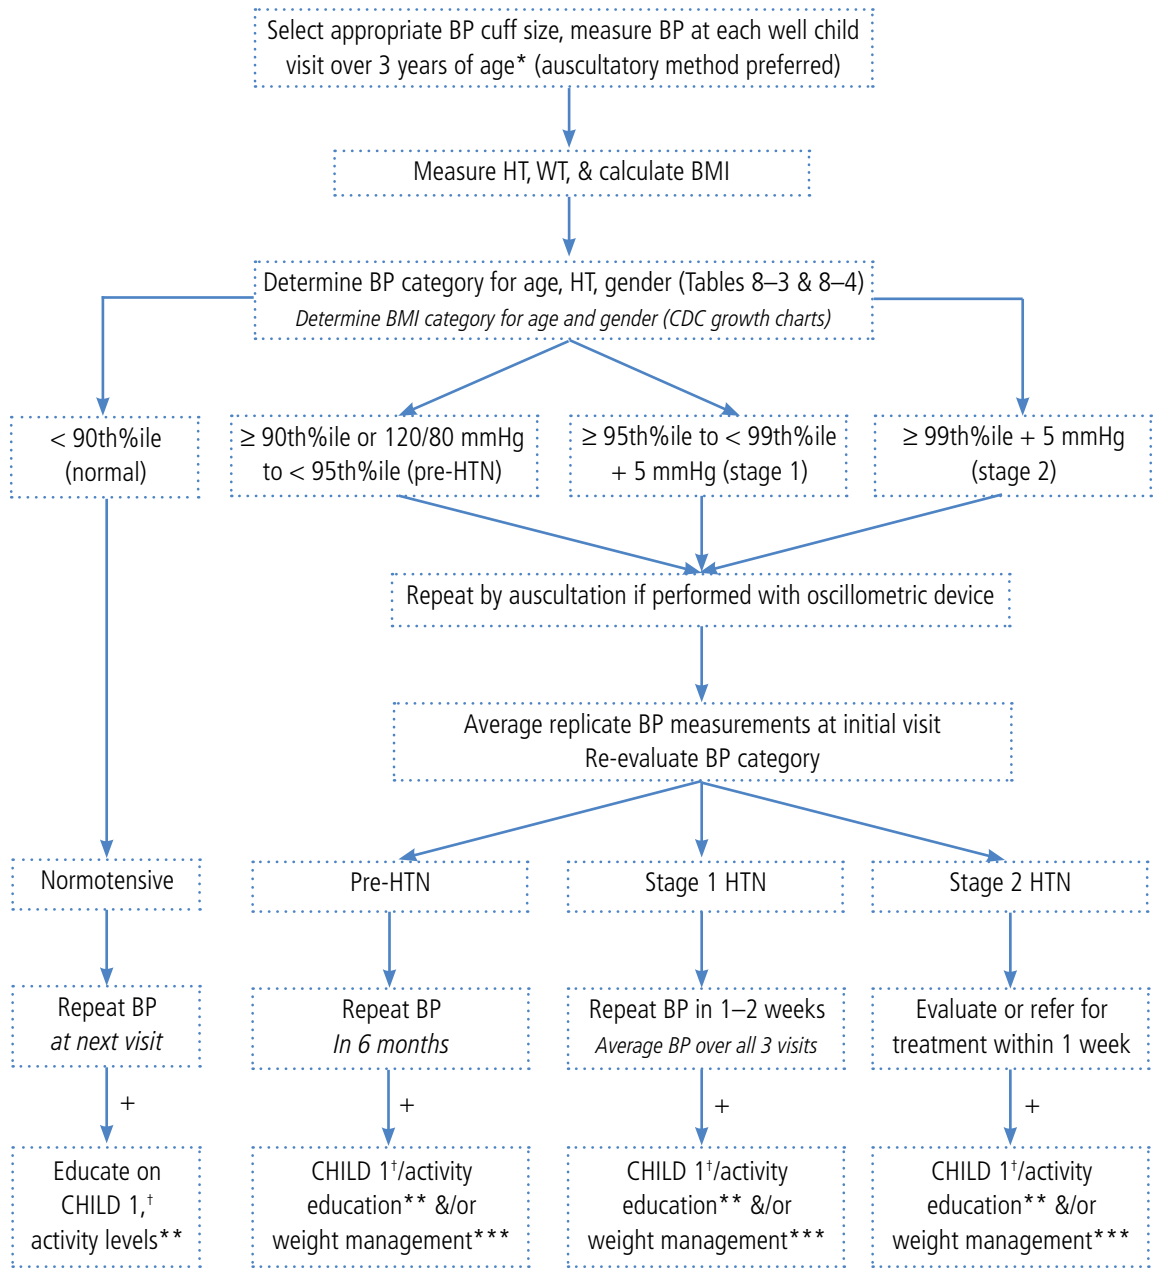 Select appropriate BP cuff size, measure BP at each well child
visit over 3 years of age* (auscultatory method preferred)
Measure HT, WT, & calculate BMI
Determine BP category for age, HT, gender (Tables 8–3 & 8–4)
Determine BMI category for age and gender (CDC growth charts)
< 90th%ile
(normal)
≥ 90th%ile or 120/80 mmHg
to < 95th%ile (pre-HTN)
≥ 95th%ile to < 99th%ile
+ 5 mmHg (stage 1)
≥ 99th%ile + 5 mmHg
(stage 2)
Repeat by auscultation if performed with oscillometric device
Average replicate BP measurements at initial visit
Re-evaluate BP category
Normotensive
Pre-HTN
Stage 1 HTN
Stage 2 HTN
Repeat BP
at next visit
Repeat BP
In 6 months
Repeat BP in 1–2 weeks
Average BP over all 3 visits
Evaluate or refer for
treatment within 1 week
+
+
+
+
Educate on
CHILD 1,†
activity levels**
CHILD 1†/activity
education** &/or
weight management***
CHILD 1†/activity
education** &/or
weight management***
CHILD 1†/activity
education** &/or
weight management***